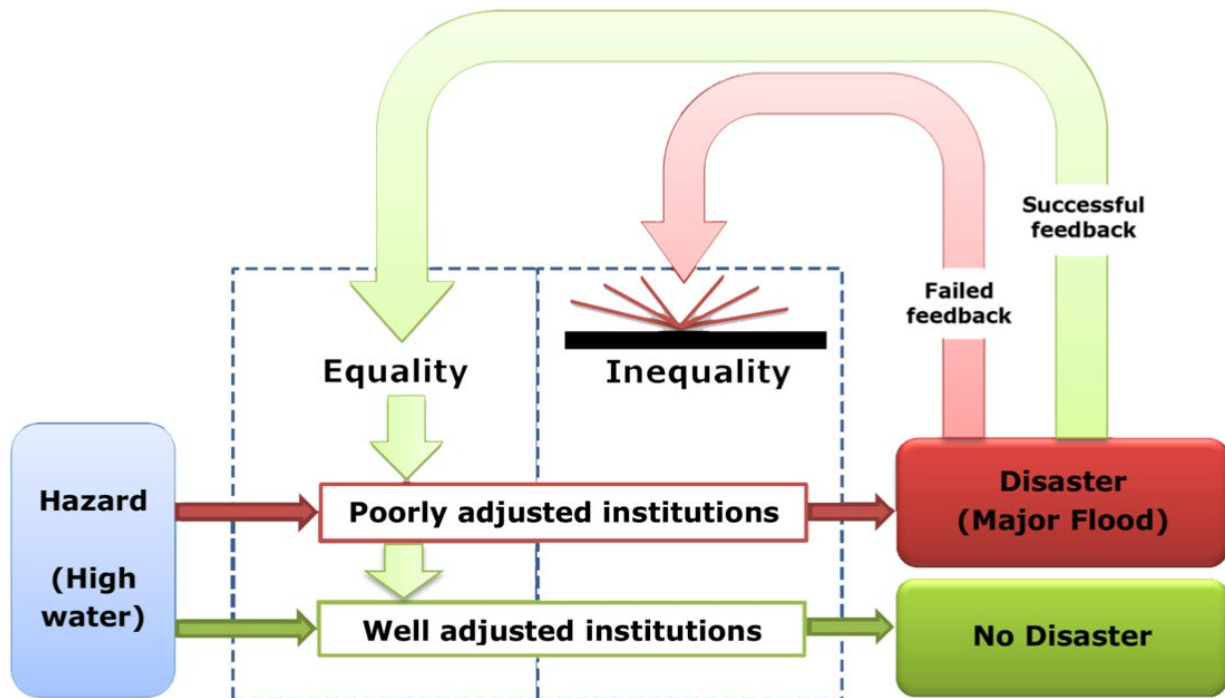 Successful
feedback
Failed
feedback
Equality
Inequality
Hazard
(High
water)
Poorly adjusted institutions
Disaster
(Major Flood)
Well adjusted institutions
No Disaster